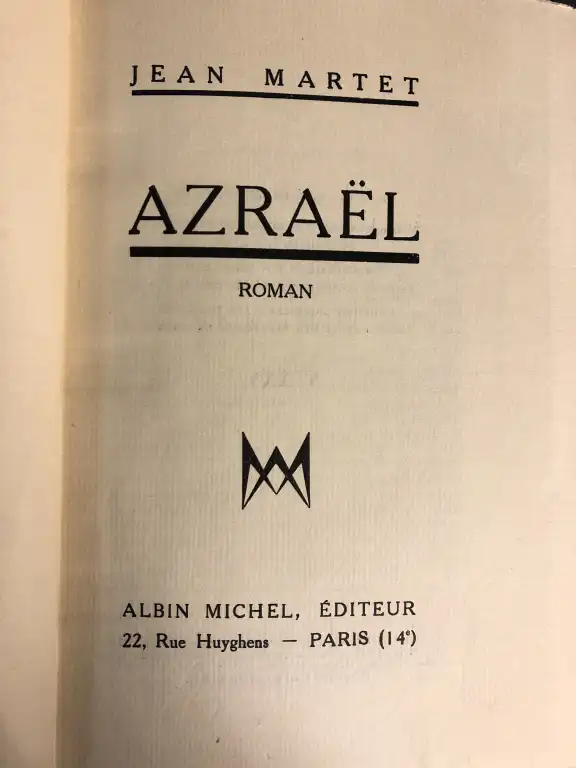 JEAN MARTET
AZRAËL
ROMAN
ALBIN MICHEL, ÉDITEUR
22, Rue Huyghens — PARIS (14e)